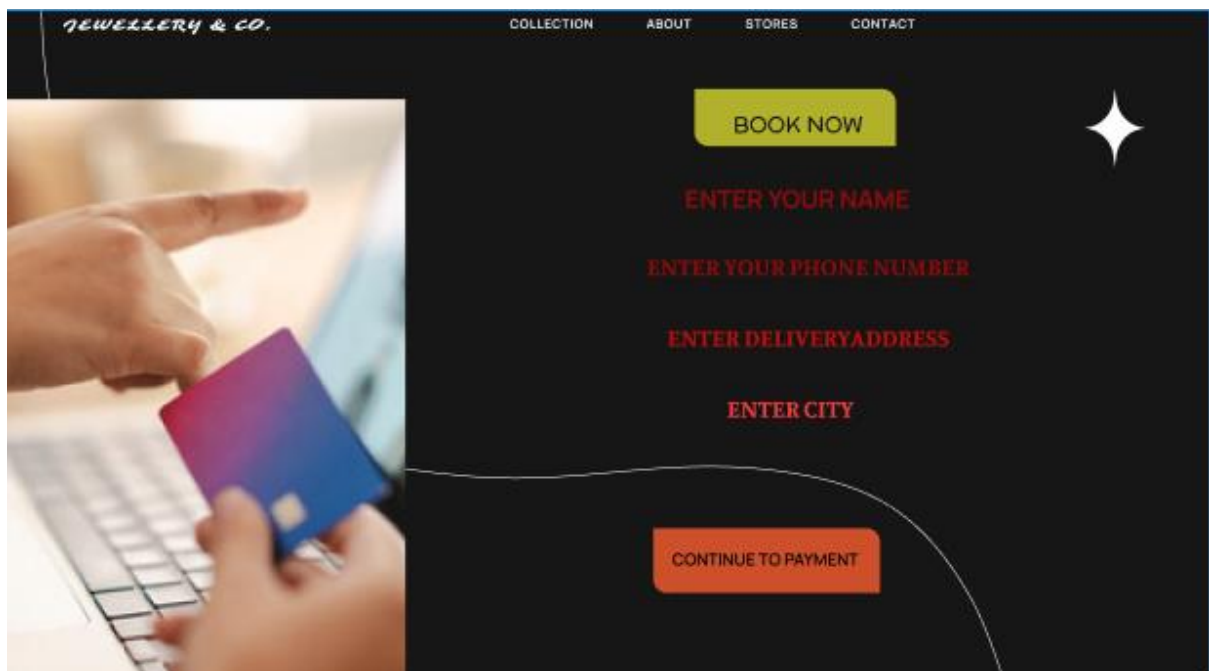 JEWELLERY & CO.
COLLECTION ABOUT STORES CONTACT
BOOK NOW
ENTER YOUR NAME
ENTER YOUR PHONE NUMBER
ENTER DELIVERYADDRESS
ENTER CITY
CONTINUE TO PAYMENT